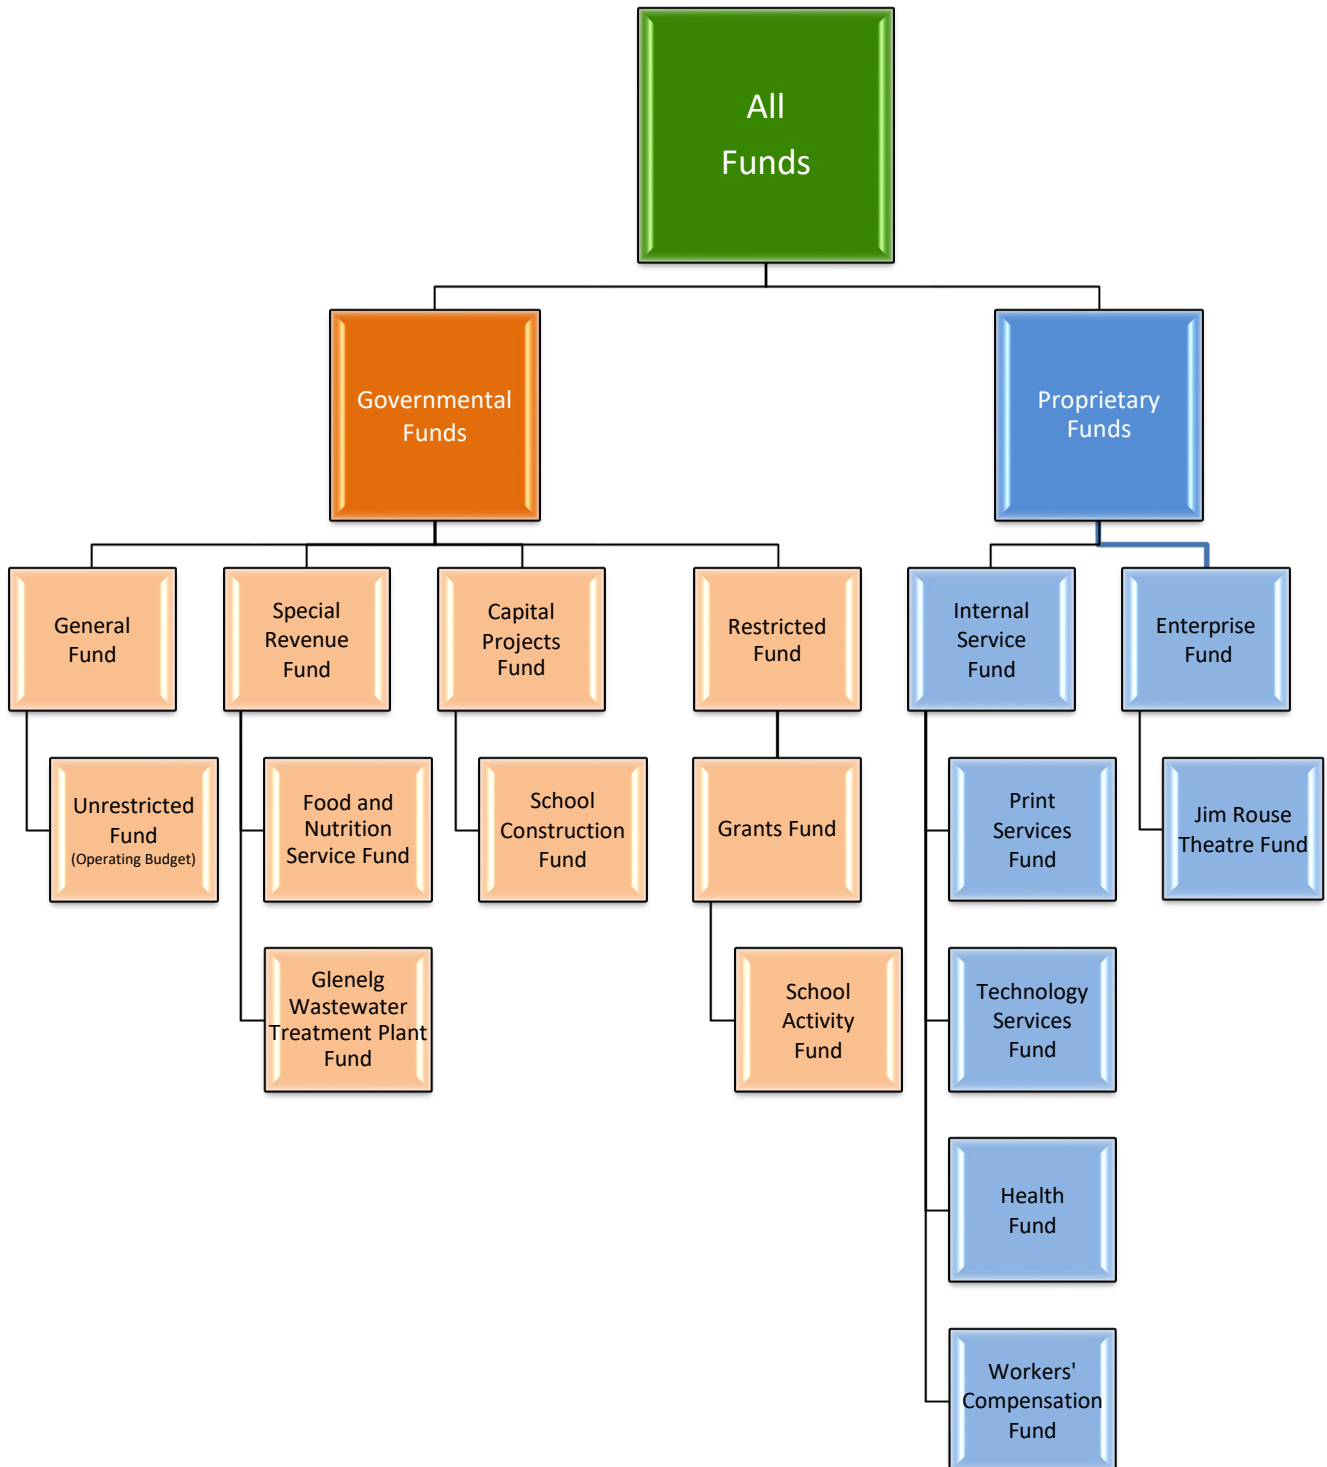 All
Funds
Governmental
Funds
Proprietary
Funds
General
Fund
Special
Revenue
Fund
Capital
Projects
Fund
Restricted
Fund
Internal
Service
Fund
Enterprise
Fund
Unrestricted
Fund
(Operating Budget)
Food and
Nutrition
Service Fund
School
Construction
Fund
Grants Fund
Print
Services
Fund
Jim Rouse
Theatre Fund
Glenelg
Wastewater
Treatment Plant
Fund
School
Activity
Fund
Technology
Services
Fund
Health
Fund
Workers'
Compensation
Fund